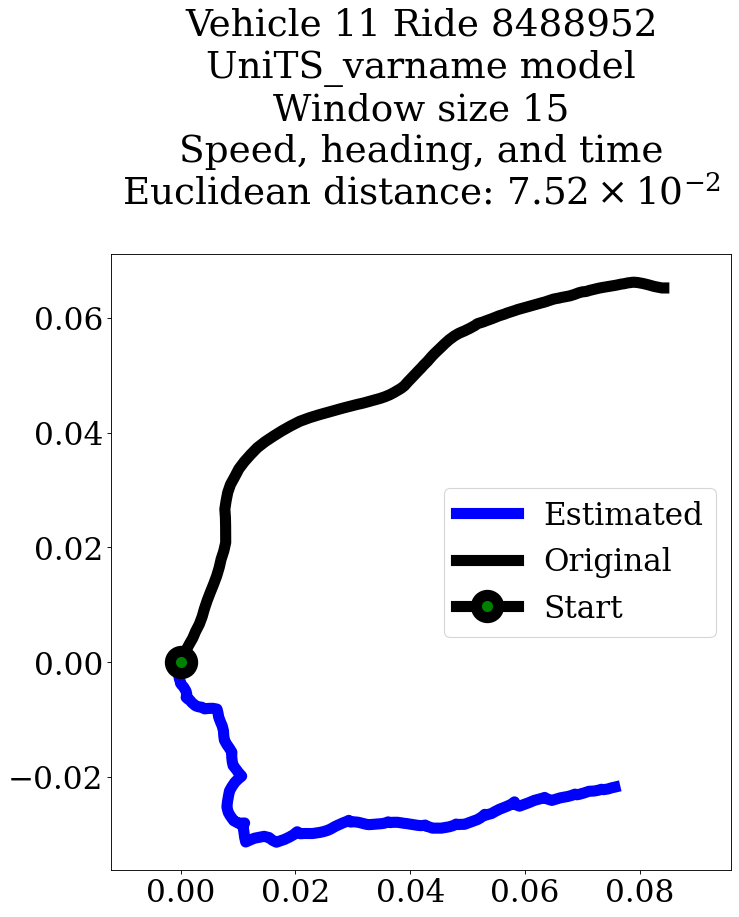 Vehicle 11 Ride 8488952
UniTS_varname model
Window size 15
Speed, heading, and time
Euclidean distance: 7.52 × 10⁻²
0.06
0.04
0.02
0.00
−0.02
Estimated
Original
Start
0.00 0.02 0.04 0.06 0.08